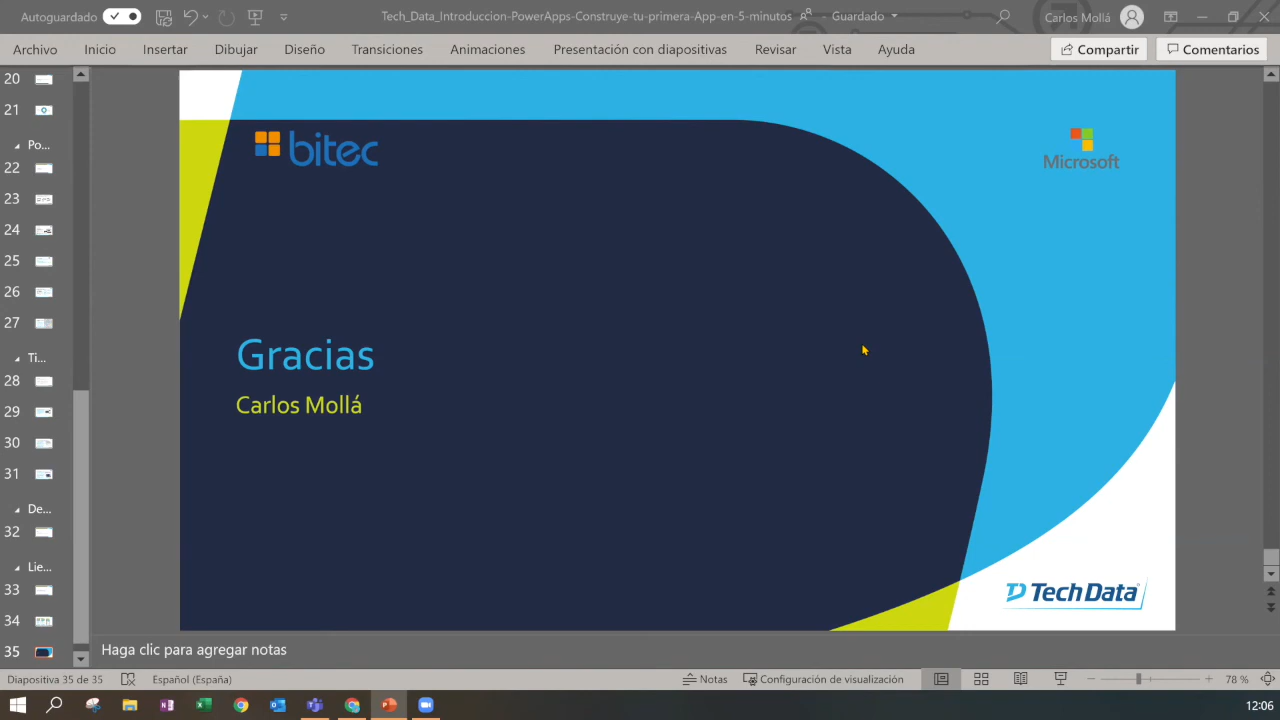 Autoguardado
Tech_Data_Introduccion-PowerApps-Construye-tu-primera-App-en-5-minutos
Guardado
Carlos Mollá
Archivo
Inicio
Insertar
Dibujar
Diseño
Transiciones
Animaciones
Presentación con diapositivas
Revisar
Vista
Ayuda
Compartir
Comentarios
20
21
Po...
22
23
24
25
26
27
Ti...
28
29
30
31
De...
32
Lie...
33
34
35
bitec
Microsoft
Gracias
Carlos Mollá
Tech Data
Haga clic para agregar notas
Diapositiva 35 de 35
Español (España)
Notas
Configuración de visualización
78 %
12:06